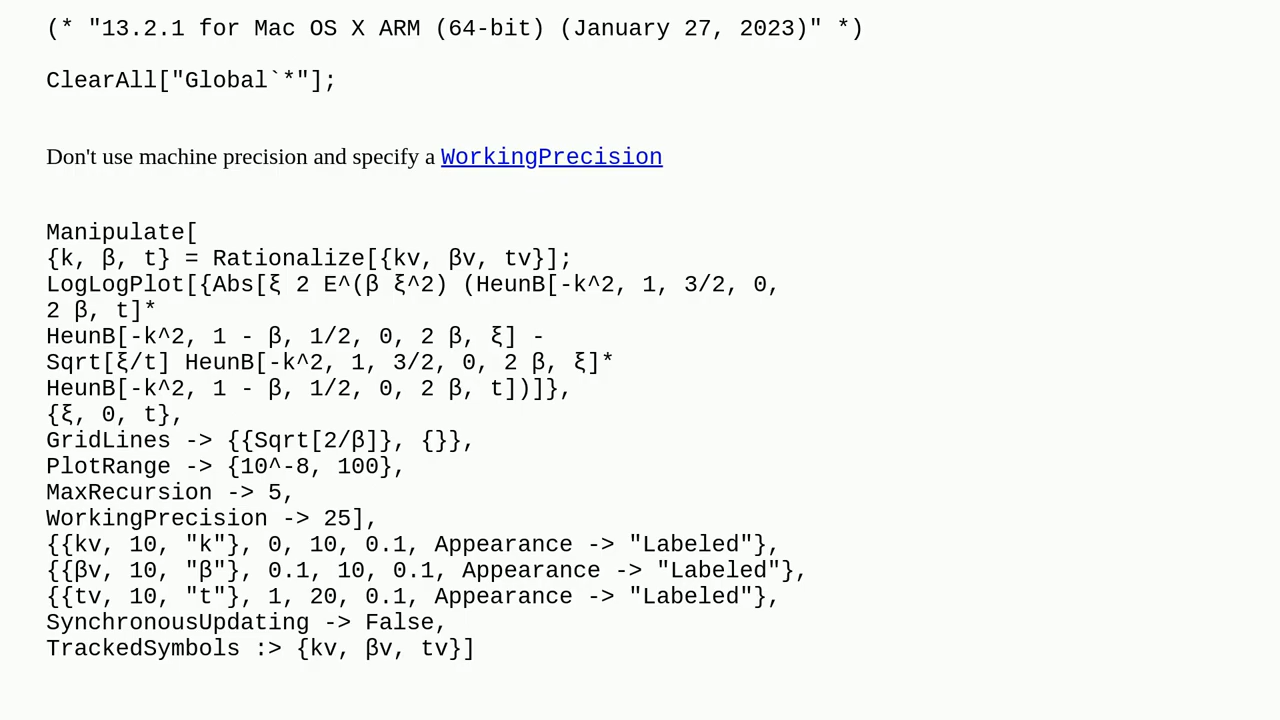 (* "13.2.1 for Mac OS X ARM (64-bit) (January 27, 2023)" *)
ClearAll["Global`*"];
Don't use machine precision and specify a WorkingPrecision
Manipulate[
{k, β, t} = Rationalize[{kv, βv, tv}];
LogLogPlot[{Abs[ξ 2 E^(β ξ^2) (HeunB[-k^2, 1, 3/2, 0,
2 β, t]*
HeunB[-k^2, 1 - β, 1/2, 0, 2 β, ξ] -
Sqrt[ξ/t] HeunB[-k^2, 1, 3/2, 0, 2 β, ξ]*
HeunB[-k^2, 1 - β, 1/2, 0, 2 β, t])]},
{ξ, 0, t},
GridLines -> {{Sqrt[2/β]}, {}},
PlotRange -> {10^-8, 100},
MaxRecursion -> 5,
WorkingPrecision -> 25],
{{kv, 10, "k"}, 0, 10, 0.1, Appearance -> "Labeled"},
{{βv, 10, "β"}, 0.1, 10, 0.1, Appearance -> "Labeled"},
{{tv, 10, "t"}, 1, 20, 0.1, Appearance -> "Labeled"},
SynchronousUpdating -> False,
TrackedSymbols :> {kv, βv, tv}]